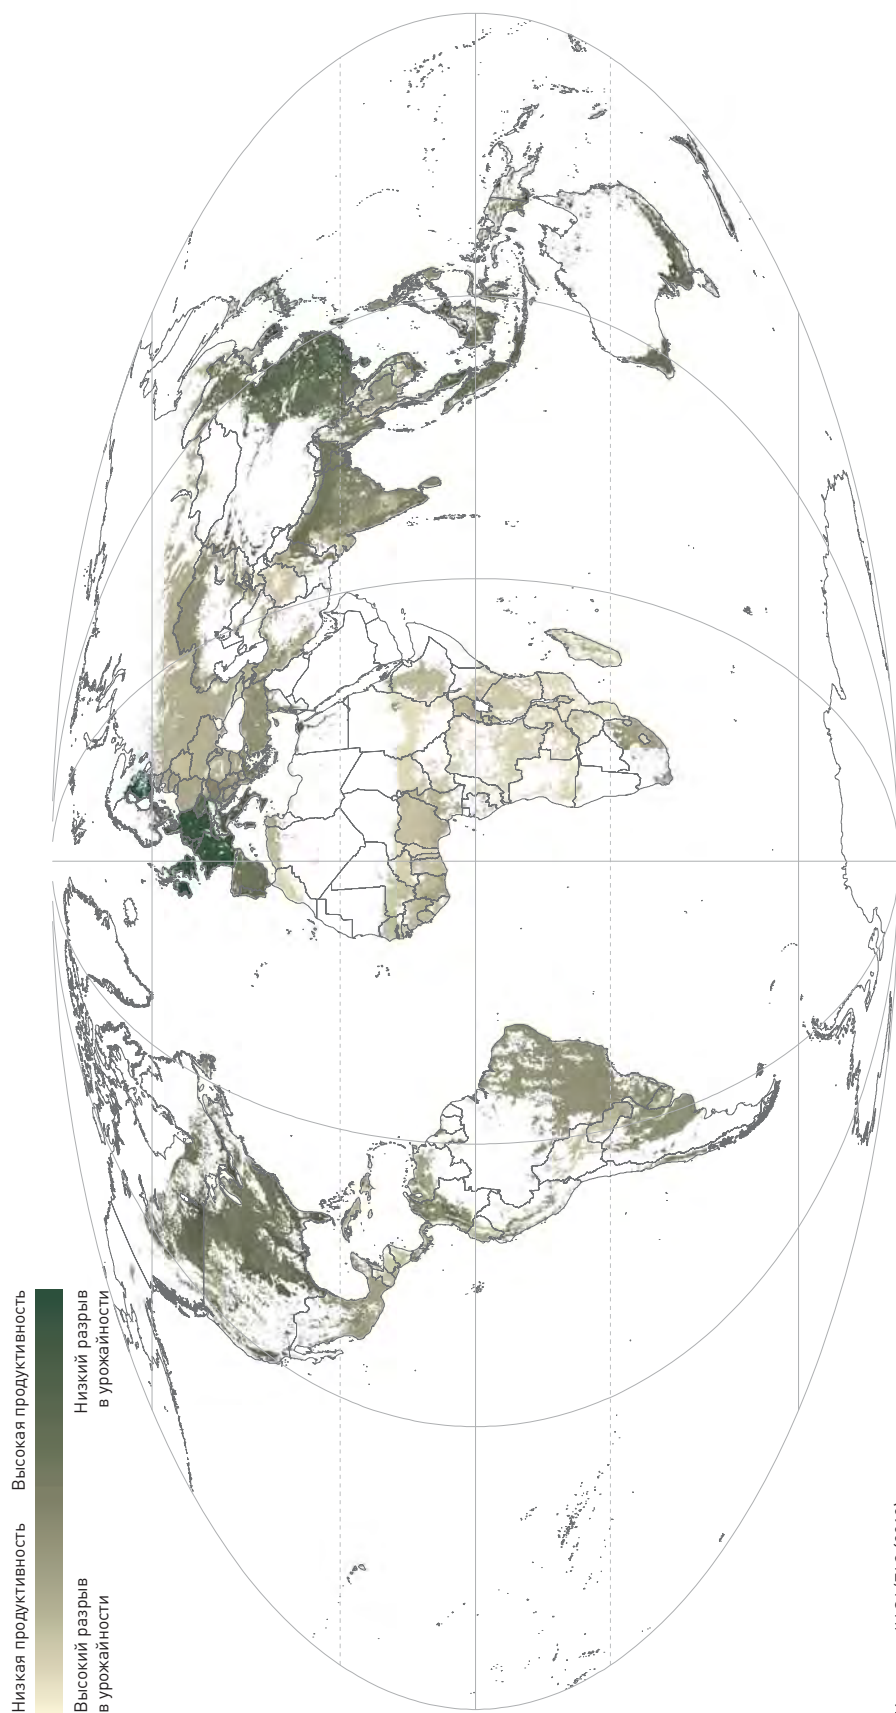 Низкая продуктивность Высокая продуктивность
Высокий разрыв
в урожайности
Низкий разрыв
в урожайности